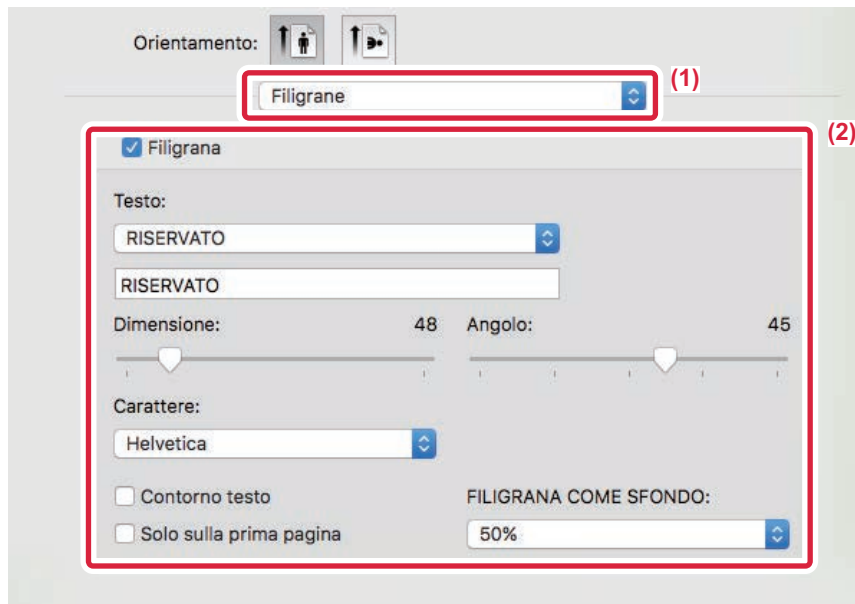 Orientamento:
(1)
Filigrane
(2)
Filigrana
Testo:
RISERVATO
RISERVATO
Dimensione: 48 Angolo: 45
Carattere:
Helvetica
Contorno testo FILIGRANA COME SFONDO:
Solo sulla prima pagina 50%